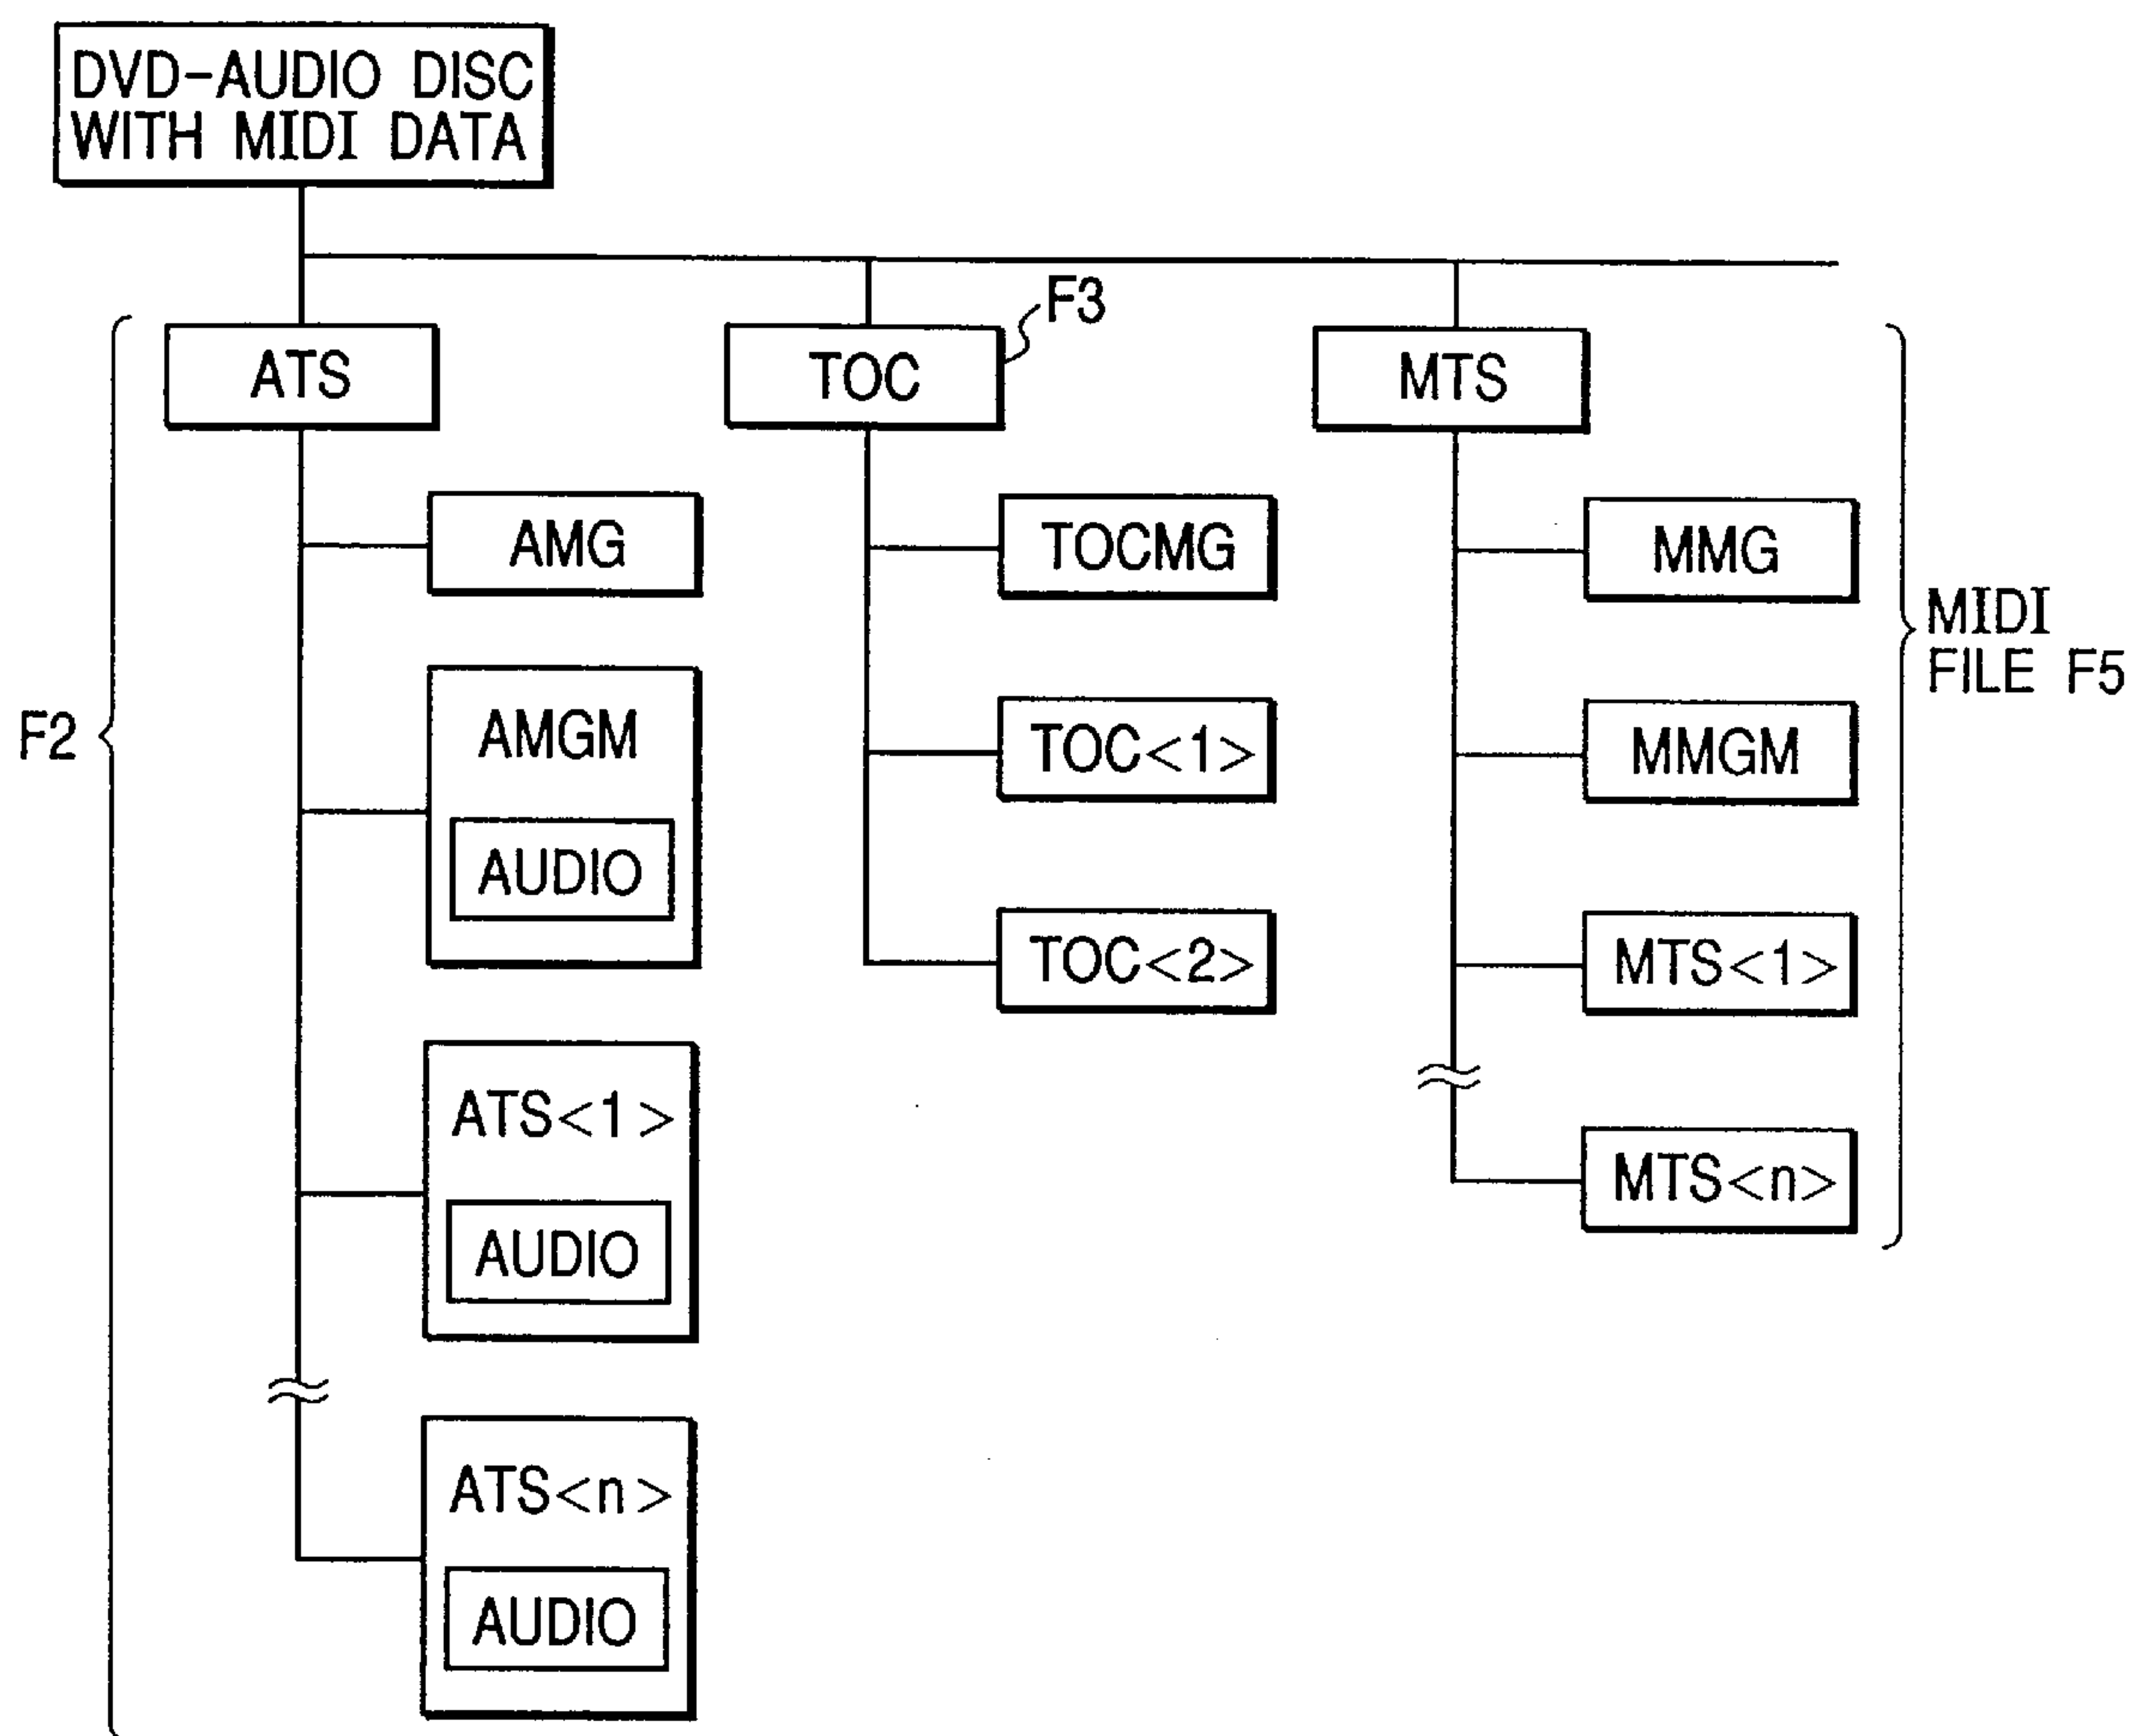 DVD-AUDIO DISC
WITH MIDI DATA
F3
ATS
TOC
MTS
AMG
TOCMG
MMG
MIDI
FILE F5
F2
AMGM
AUDIO
TOC<1>
MMGM
TOC<2>
MTS<1>
ATS<1>
AUDIO
MTS<n>
ATS<n>
AUDIO